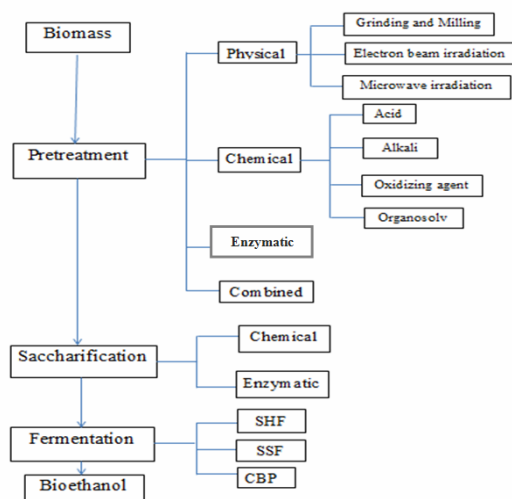 Biomass
Pretreatment
Physical
Grinding and Milling
Electron beam irradiation
Microwave irradiation
Chemical
Acid
Alkali
Oxidizing agent
Organosolv
Enzymatic
Combined
Saccharification
Chemical
Enzymatic
Fermentation
SHF
SSF
CBP
Bioethanol